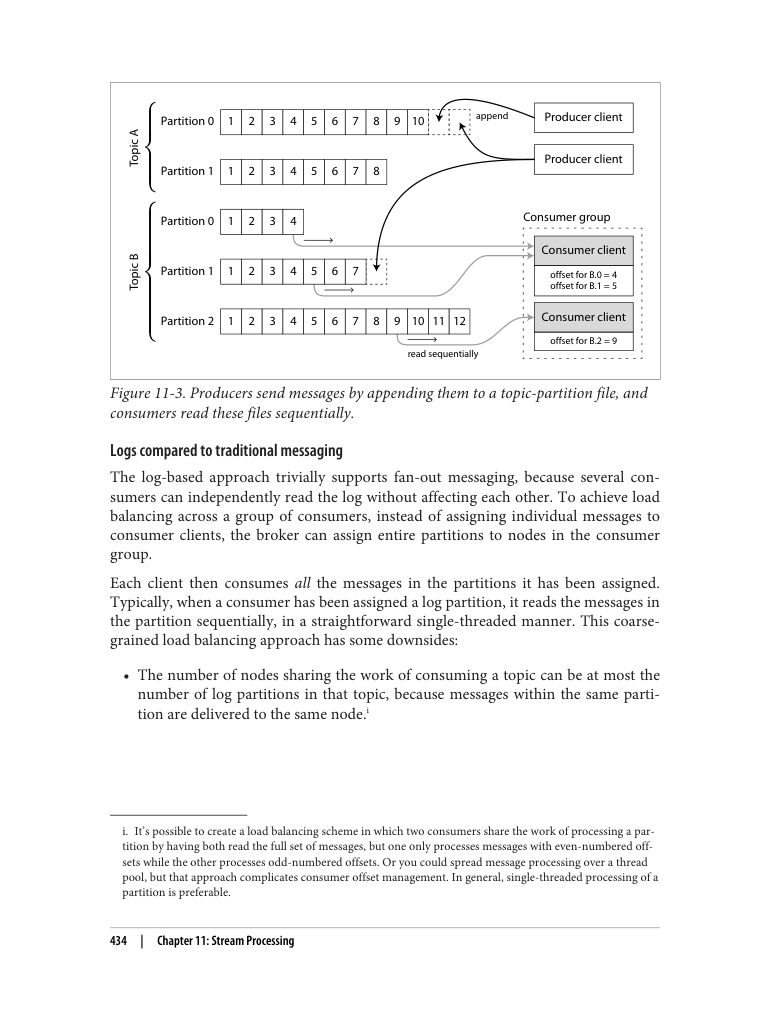 Topic A
Partition 0 1 2 3 4 5 6 7 8 9 10 append
Producer client
Partition 1 1 2 3 4 5 6 7 8
Producer client
Topic B
Partition 0 1 2 3 4
Partition 1 1 2 3 4 5 6 7
Partition 2 1 2 3 4 5 6 7 8 9 10 11 12
read sequentially
Consumer group
Consumer client
offset for B.0 = 4
offset for B.1 = 5
Consumer client
offset for B.2 = 9
Figure 11-3. Producers send messages by appending them to a topic-partition file, and
consumers read these files sequentially.
Logs compared to traditional messaging
The log-based approach trivially supports fan-out messaging, because several con-
sumers can independently read the log without affecting each other. To achieve load
balancing across a group of consumers, instead of assigning individual messages to
consumer clients, the broker can assign entire partitions to nodes in the consumer
group.
Each client then consumes all the messages in the partitions it has been assigned.
Typically, when a consumer has been assigned a log partition, it reads the messages in
the partition sequentially, in a straightforward single-threaded manner. This coarse-
grained load balancing approach has some downsides:
• The number of nodes sharing the work of consuming a topic can be at most the
number of log partitions in that topic, because messages within the same parti-
tion are delivered to the same node.i
i. It's possible to create a load balancing scheme in which two consumers share the work of processing a par-
tition by having both read the full set of messages, but one only processes messages with even-numbered off-
sets while the other processes odd-numbered offsets. Or you could spread message processing over a thread
pool, but that approach complicates consumer offset management. In general, single-threaded processing of a
partition is preferable.
434 | Chapter 11: Stream Processing